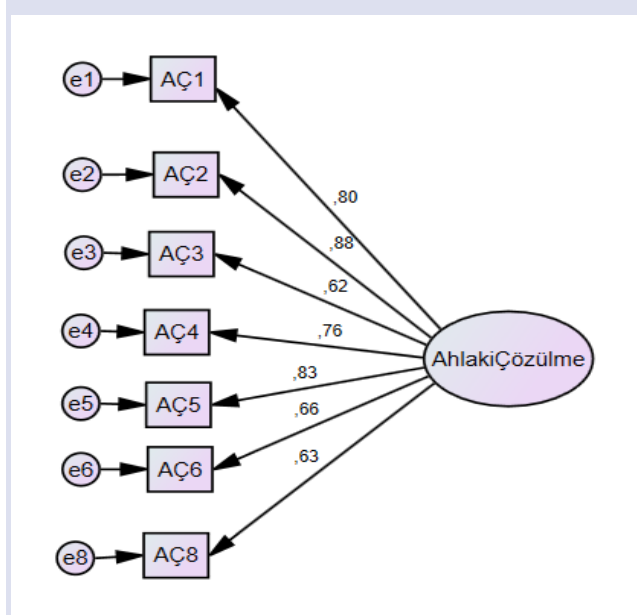 e1 AÇ1
,80
e2 AÇ2
,88
e3 AÇ3
,62
e4 AÇ4
,76
AhlakiÇözülme
,83
e5 AÇ5
,66
e6 AÇ6
,63
e8 AÇ8